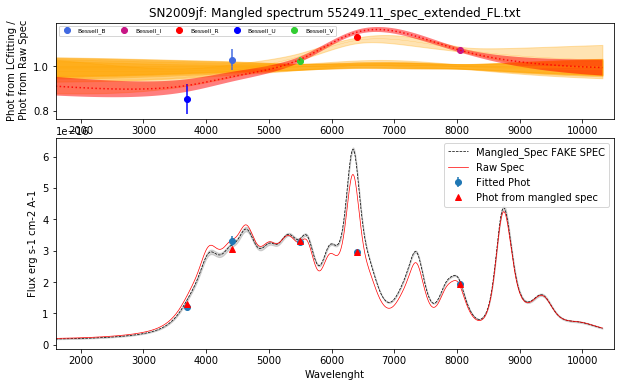 SN2009jf: Mangled spectrum 55249.11_spec_extended_FL.txt
Phot from LCfitting /
Phot from Raw Spec
Bessell_B
Bessell_I
Bessell_R
Bessell_U
Bessell_V
1.0
0.8
2000 3000 4000 5000 6000 7000 8000 9000 10000
1e−16
Flux erg s-1 cm-2 A-1
6
5
4
3
2
1
0
Mangled_Spec FAKE SPEC
Raw Spec
Fitted Phot
Phot from mangled spec
2000 3000 4000 5000 6000 7000 8000 9000 10000
Wavelenght